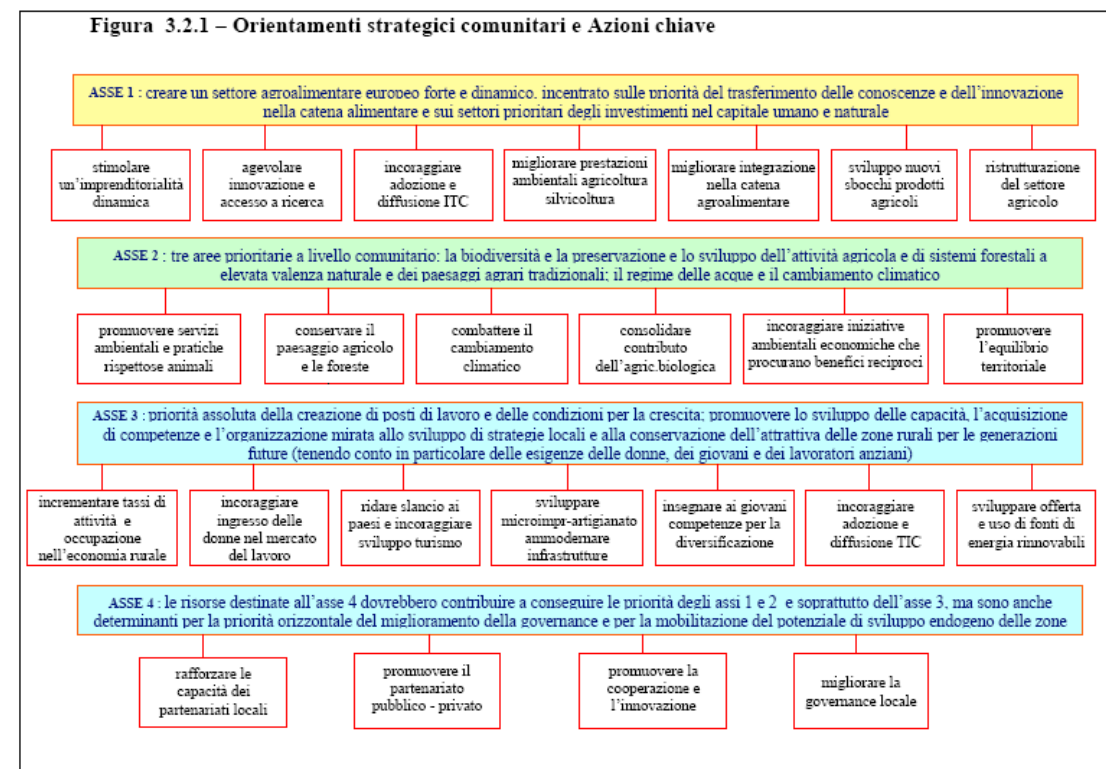 Figura 3.2.1 – Orientamenti strategici comunitari e Azioni chiave
ASSE 1 : creare un settore agroalimentare europeo forte e dinamico, incentrato sulle priorità del trasferimento delle conoscenze e dell'innovazione
nella catena alimentare e sui settori prioritari degli investimenti nel capitale umano e naturale
stimolare
un'imprenditorialità
dinamica
agevolare
innovazione e
accesso a ricerca
incoraggiare
adozione e
diffusione ITC
migliorare prestazioni
ambientali agricoltura
silvicoltura
migliorare integrazione
nella catena
agroalimentare
sviluppo nuovi
sbocchi prodotti
agricoli
ristrutturazione
del settore
agricolo
ASSE 2 : tre aree prioritarie a livello comunitario: la biodiversità e la preservazione e lo sviluppo dell'attività agricola e di sistemi forestali a
elevata valenza naturale e dei paesaggi agrari tradizionali; il regime delle acque e il cambiamento climatico
promuovere servizi
ambientali e pratiche
rispettose animali
conservare il
paesaggio agricolo
e le foreste
combattere il
cambiamento
climatico
consolidare
contributo
dell'agric.biologica
incoraggiare iniziative
ambientali economiche che
procurano benefici reciproci
promuovere
l'equilibrio
territoriale
ASSE 3 : priorità assoluta della creazione di posti di lavoro e delle condizioni per la crescita; promuovere lo sviluppo delle capacità, l'acquisizione
di competenze e l'organizzazione mirata allo sviluppo di strategie locali e alla conservazione dell'attrattiva delle zone rurali per le generazioni
future (tenendo conto in particolare delle esigenze delle donne, dei giovani e dei lavoratori anziani)
incrementare tassi di
attività e
occupazione
nell'economia rurale
incoraggiare
ingresso delle
donne nel mercato
del lavoro
ridare slancio ai
paesi e incoraggiare
sviluppo turismo
sviluppare
microimpr-artigianato
ammodernare
infrastrutture
insegnare ai giovani
competenze per la
diversificazione
incoraggiare
adozione e
diffusione TIC
sviluppare offerta
e uso di fonti di
energia rinnovabili
ASSE 4 : le risorse destinate all'asse 4 dovrebbero contribuire a conseguire le priorità degli assi 1 e 2 e soprattutto dell'asse 3, ma sono anche
determinanti per la priorità orizzontale del miglioramento della governance e per la mobilitazione del potenziale di sviluppo endogeno delle zone
rafforzare le
capacità dei
partenariati locali
promuovere il
partenariato
pubblico - privato
promuovere la
cooperazione e
l'innovazione
migliorare la
governance locale